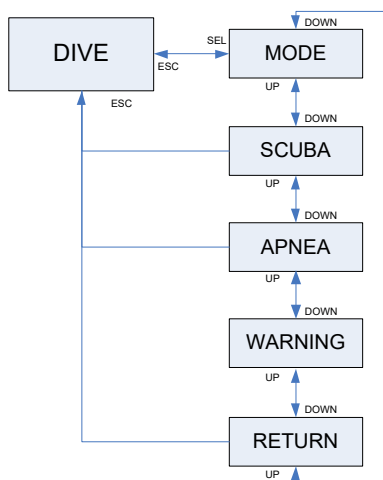 DOWN
DIVE
SEL
ESC
MODE
ESC
UP
DOWN
SCUBA
UP
DOWN
APNEA
UP
DOWN
WARNING
UP
DOWN
RETURN
UP